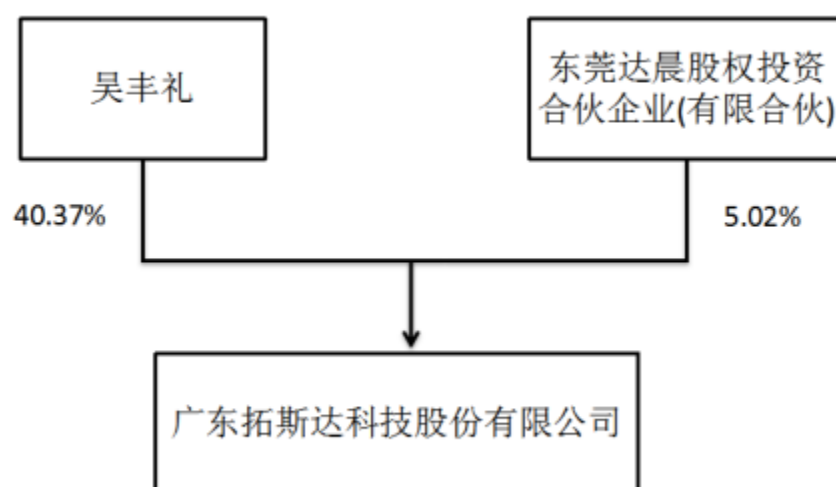 吴丰礼
东莞达晨股权投资
合伙企业(有限合伙)
40.37%
5.02%
广东拓斯达科技股份有限公司